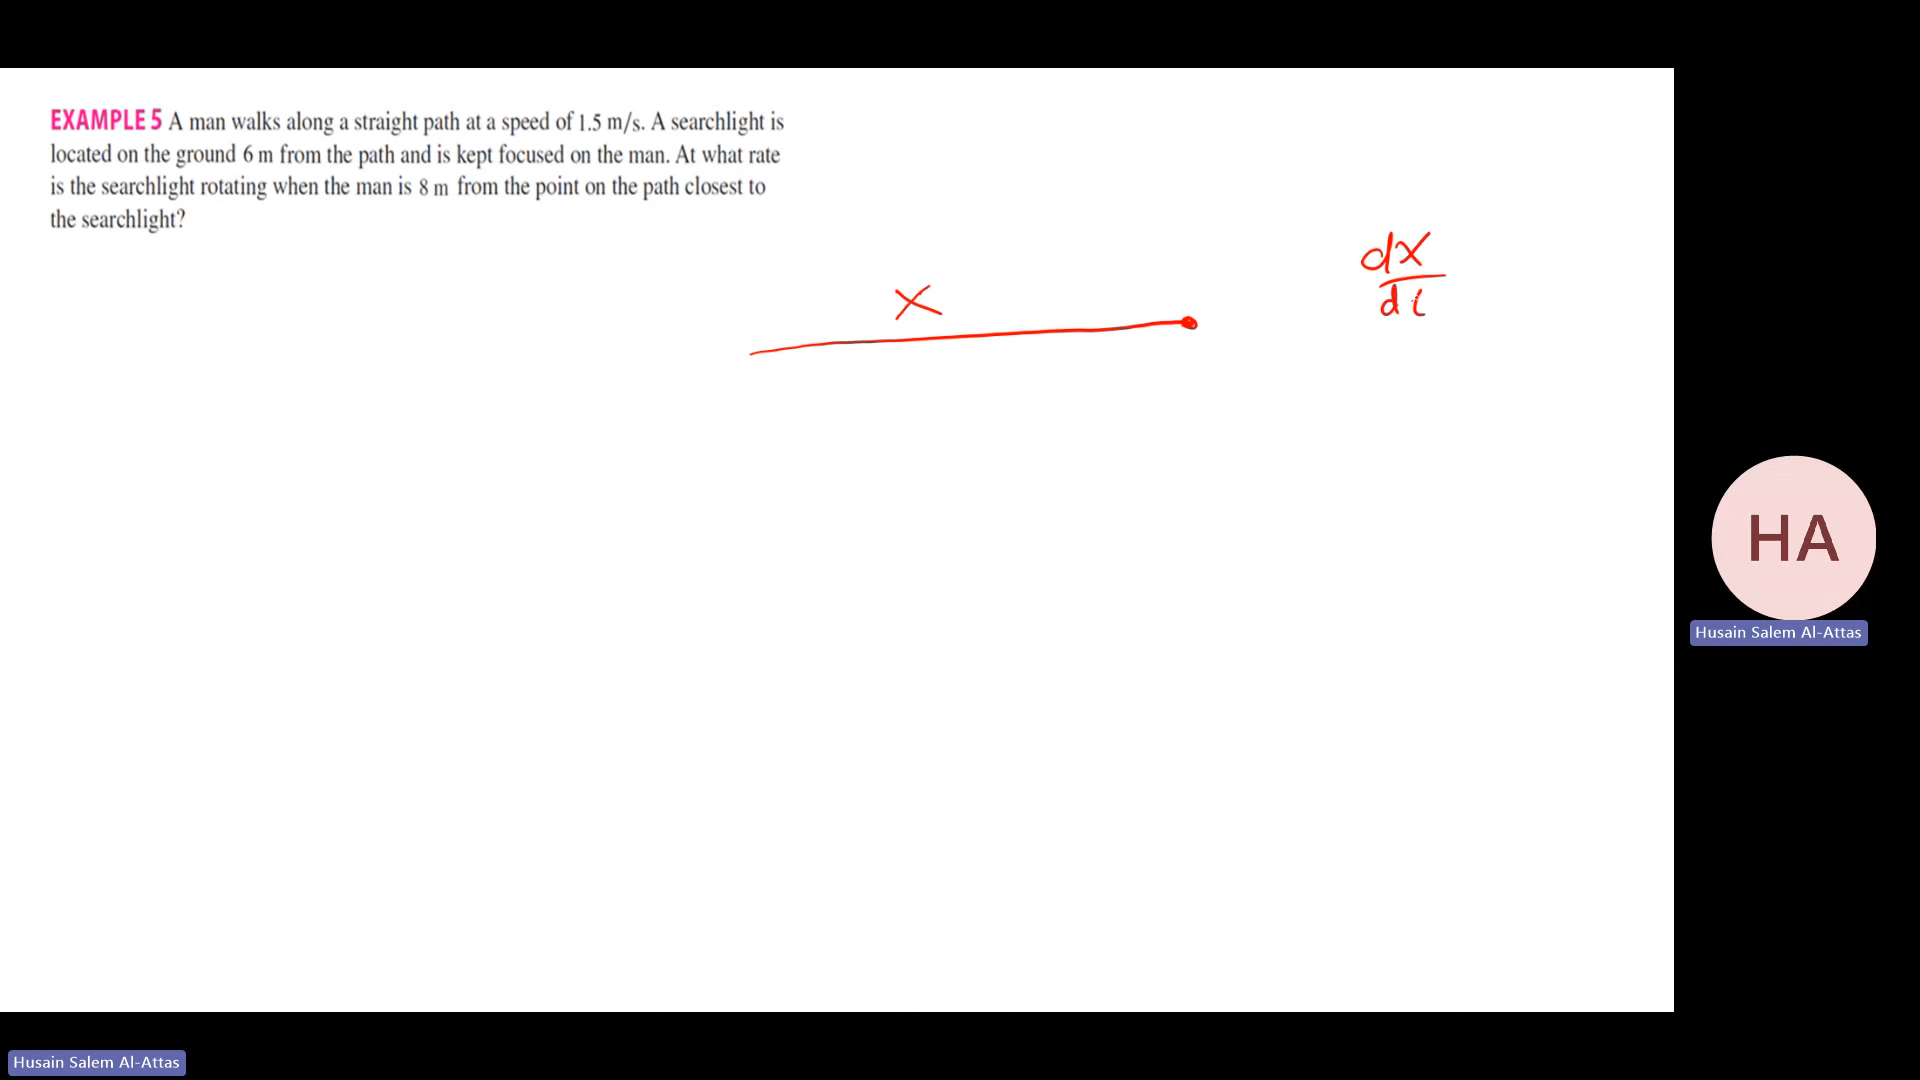 EXAMPLE 5 A man walks along a straight path at a speed of 1.5 m/s. A searchlight is
located on the ground 6 m from the path and is kept focused on the man. At what rate
is the searchlight rotating when the man is 8 m from the point on the path closest to
the searchlight?
x
dx
d
HA
Husain Salem Al-Attas
Husain Salem Al-Attas